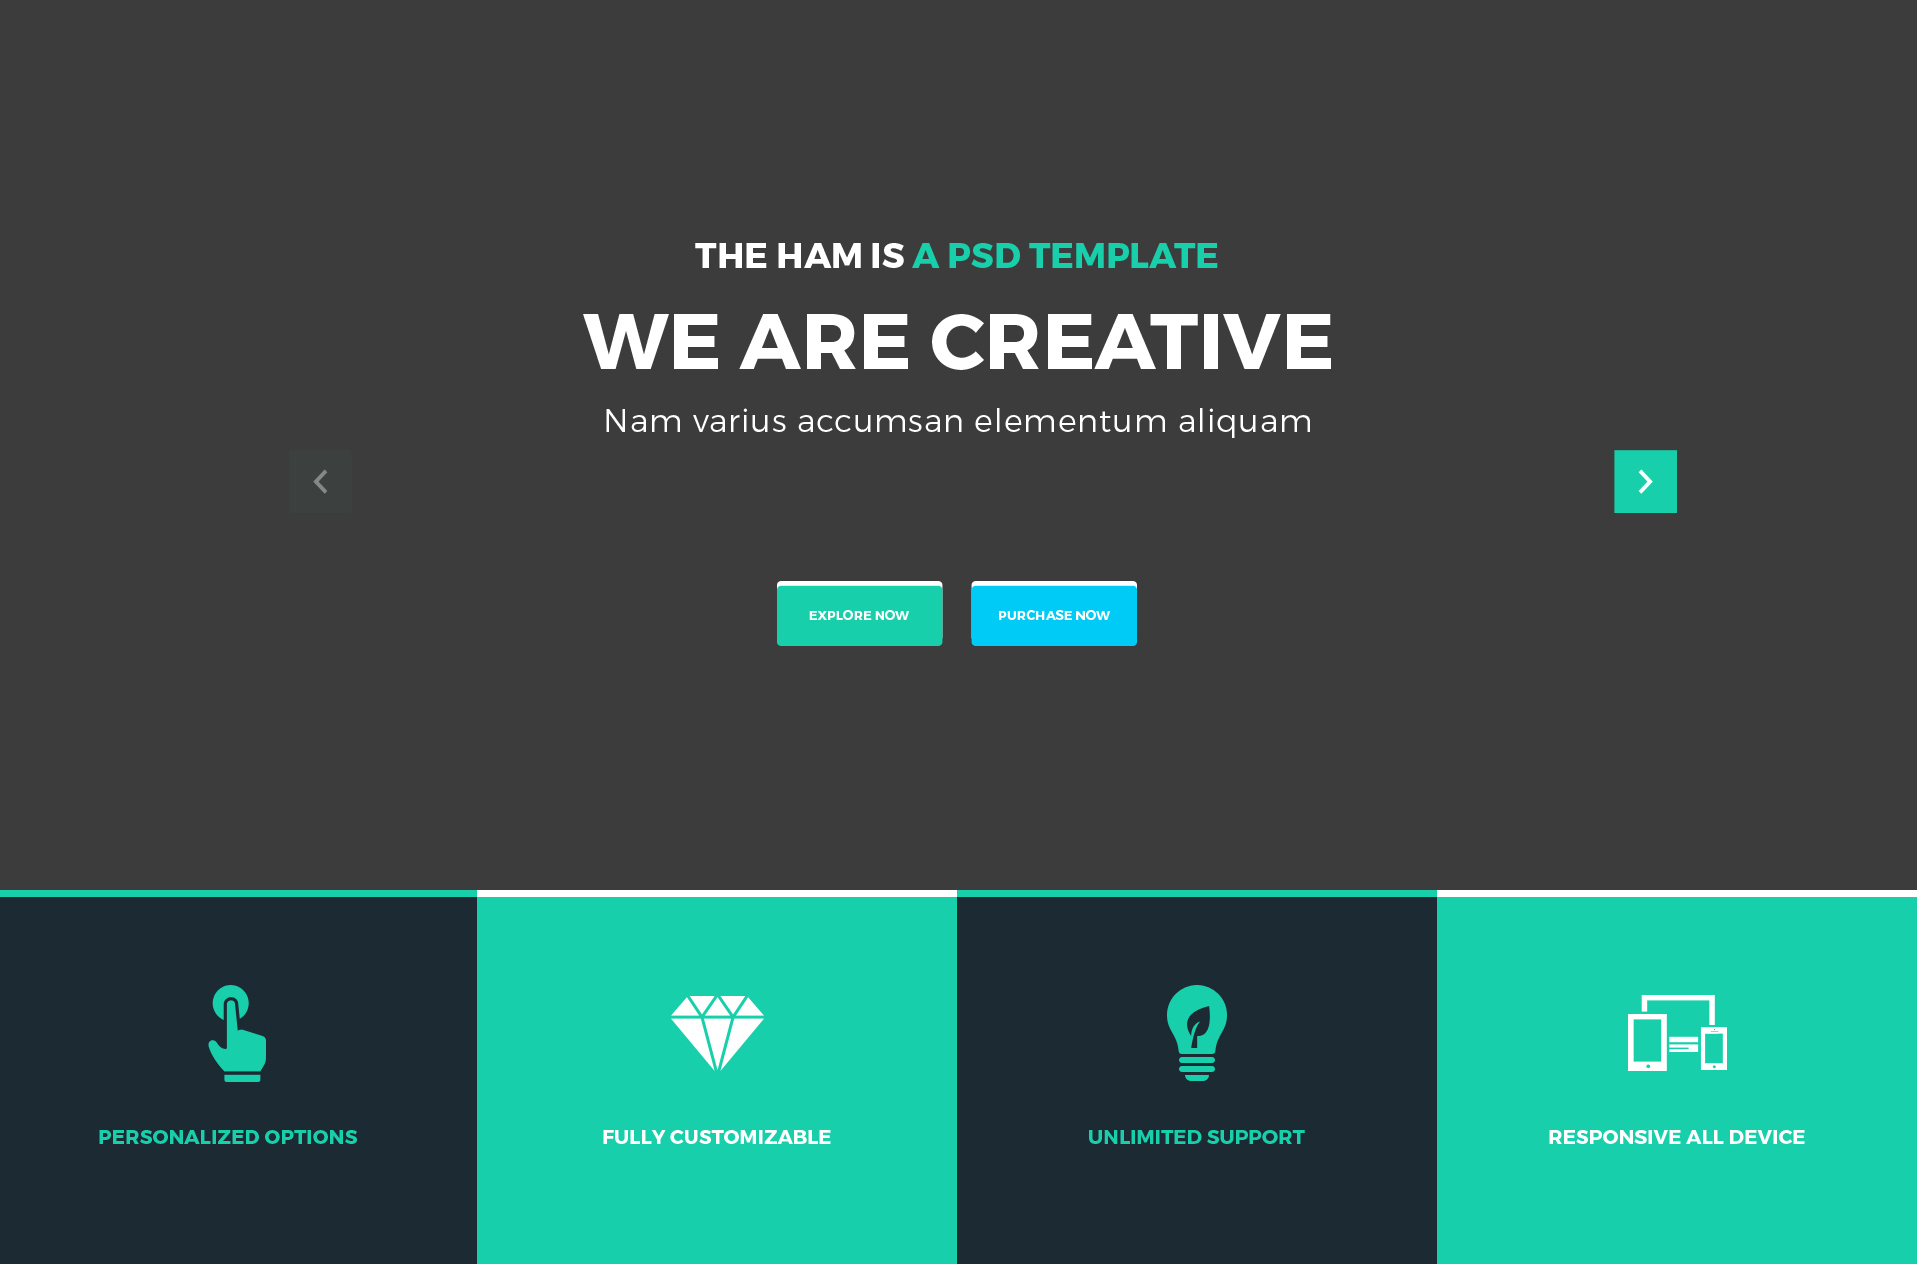 THE HAM IS A PSD TEMPLATE
WE ARE CREATIVE
Nam varius accumsan elementum aliquam
EXPLORE NOW
PURCHASE NOW
PERSONALIZED OPTIONS
FULLY CUSTOMIZABLE
UNLIMITED SUPPORT
RESPONSIVE ALL DEVICE